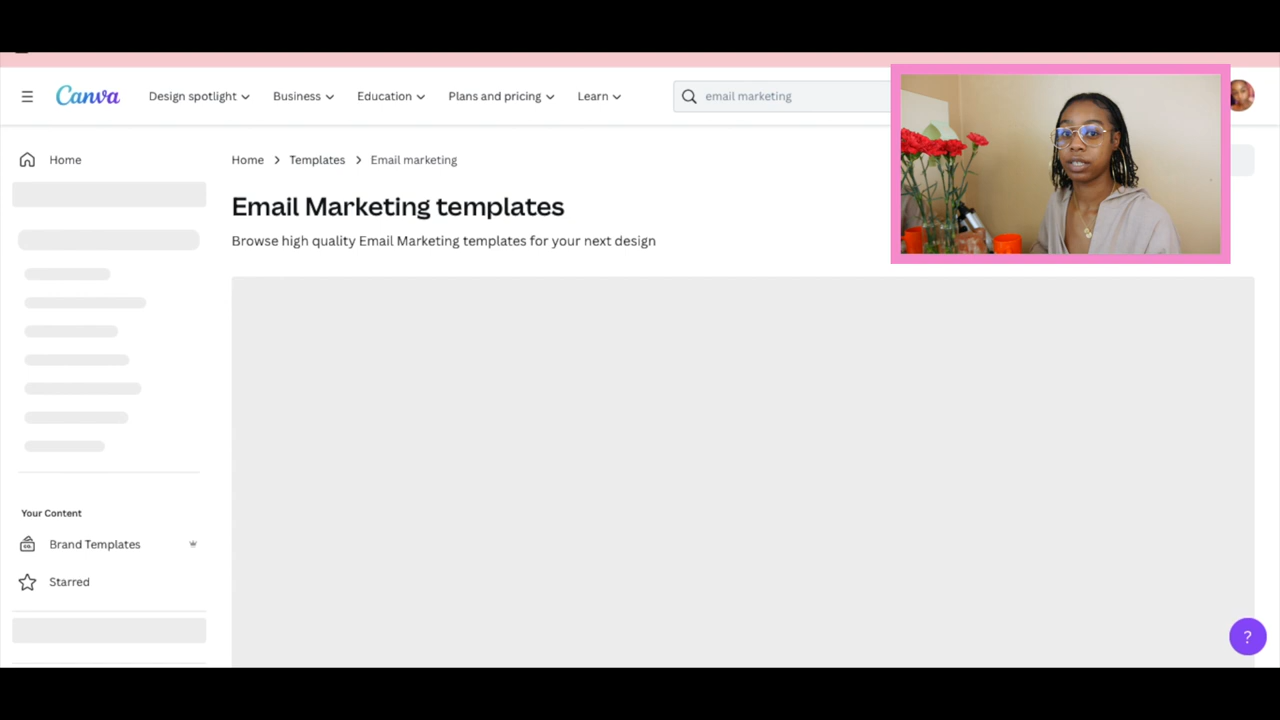 Canva
Design spotlight
Business
Education
Plans and pricing
Learn
email marketing
Home
Home
Templates
Email marketing
Email Marketing templates
Browse high quality Email Marketing templates for your next design
Your Content
Brand Templates
Starred
?